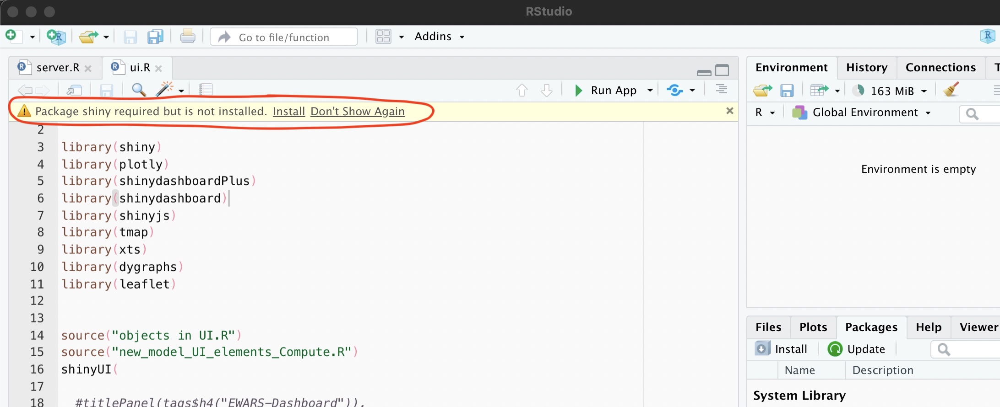 RStudio
Go to file/function
Addins
server.R
ui.R
Run App
Package shiny required but is not installed. Install Don't Show Again
2
3 library(shiny)
4 library(plotly)
5 library(shinydashboardPlus)
6 library(shinydashboard)
7 library(shinyjs)
8 library(tmap)
9 library(xts)
10 library(dygraphs)
11 library(leaflet)
12
13
14 source("objects in UI.R")
15 source("new_model_UI_elements_Compute.R")
16 shinyUI(
17
18 #titlePanel(tags$h4("EWARS-Dashboard")),
Environment History Connections T
163 MiB
R Global Environment
Environment is empty
Files Plots Packages Help Viewer
Install Update
Name Description
System Library